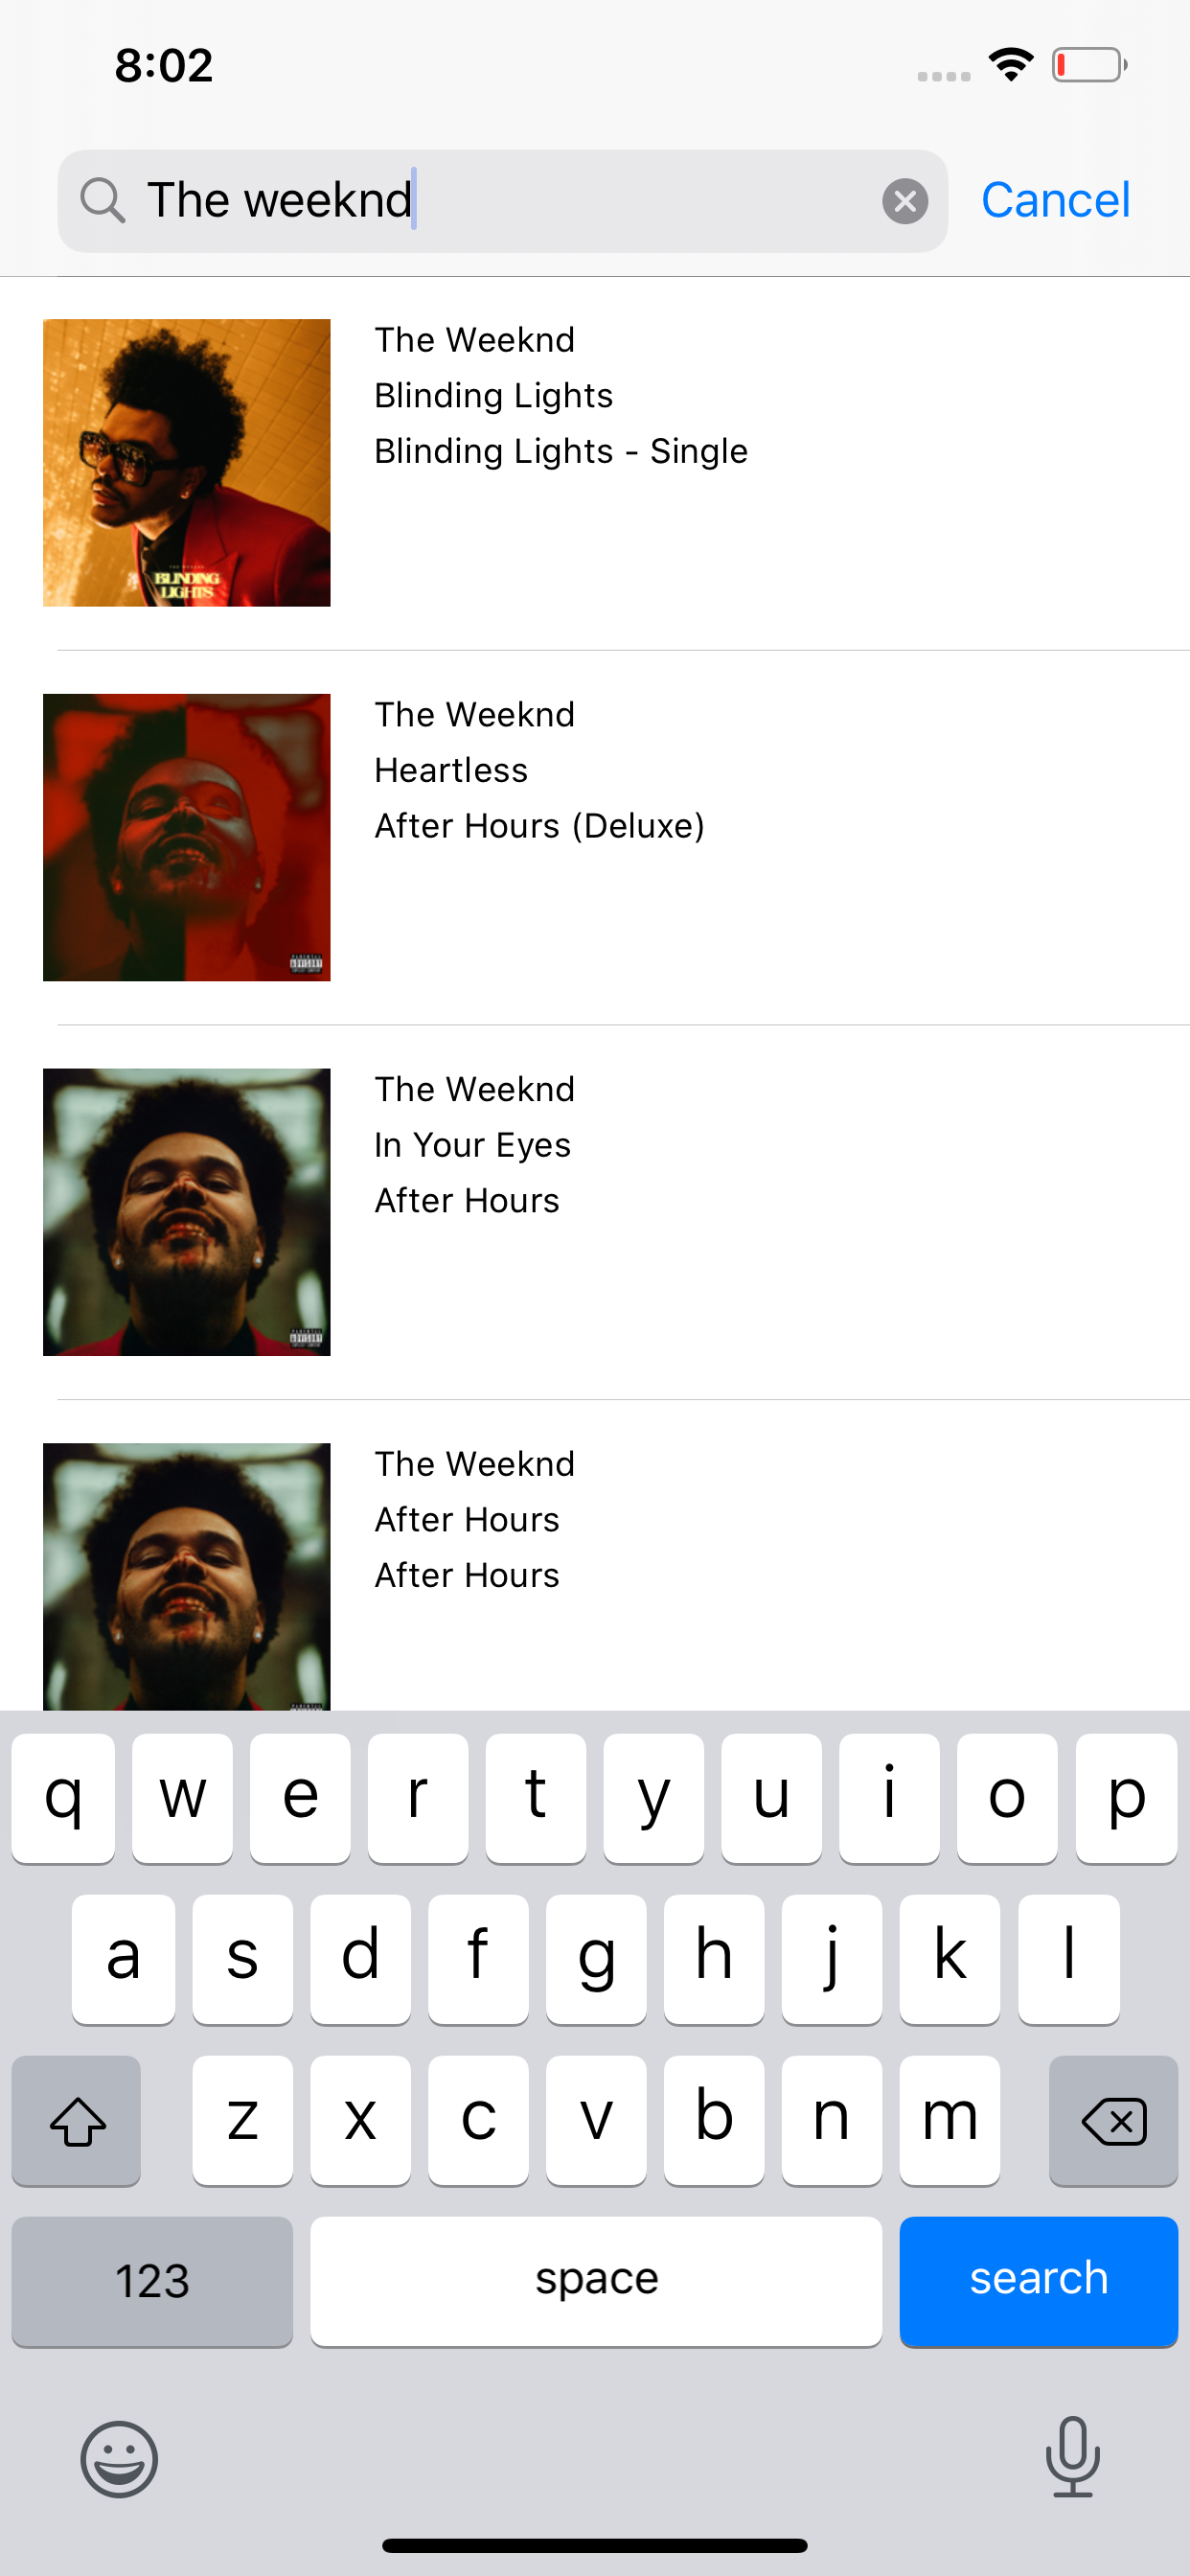 8:02
The weeknd
Cancel
The Weeknd
Blinding Lights
Blinding Lights - Single
BLINDING
LIGHTS
The Weeknd
Heartless
After Hours (Deluxe)
The Weeknd
In Your Eyes
After Hours
The Weeknd
After Hours
After Hours
q w e r t y u i o p
a s d f g h j k l
z x c v b n m
123 space search